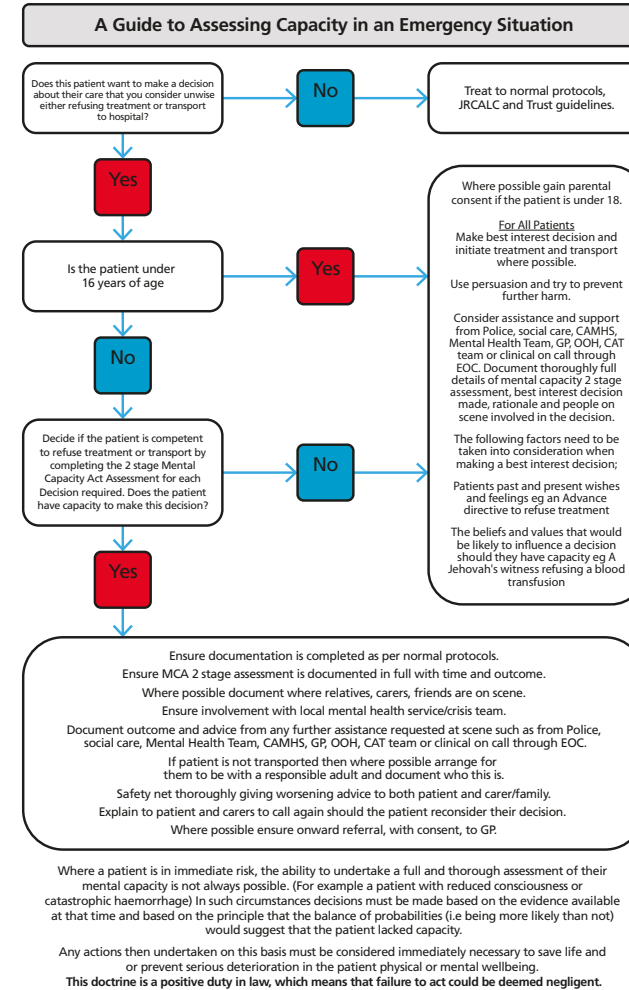 A Guide to Assessing Capacity in an Emergency Situation
Does this patient want to make a decision
about their care that you consider unwise
either refusing treatment or transport
to hospital?
No
Treat to normal protocols,
JRCALC and Trust guidelines.
Yes
Is the patient under
16 years of age
Yes
Where possible gain parental
consent if the patient is under 18.
For All Patients
Make best interest decision and
initiate treatment and transport
where possible.
Use persuasion and try to prevent
further harm.
Consider assistance and support
from Police, social care, CAMHS,
Mental Health Team, GP, OOH, CAT
team or clinical on call through
EOC. Document thoroughly full
details of mental capacity 2 stage
assessment, best interest decision
made, rationale and people on
scene involved in the decision.
The following factors need to be
taken into consideration when
making a best interest decision;
Patients past and present wishes
and feelings eg an Advance
directive to refuse treatment
The beliefs and values that would
be likely to influence a decision
should they have capacity eg A
Jehovah's witness refusing a blood
transfusion
No
Decide if the patient is competent
to refuse treatment or transport by
completing the 2 stage Mental
Capacity Act Assessment for each
Decision required. Does the patient
have capacity to make this decision?
No
Yes
Ensure documentation is completed as per normal protocols.
Ensure MCA 2 stage assessment is documented in full with time and outcome.
Where possible document where relatives, carers, friends are on scene.
Ensure involvement with local mental health service/crisis team.
Document outcome and advice from any further assistance requested at scene such as from Police,
social care, Mental Health Team, CAMHS, GP, OOH, CAT team or clinical on call through EOC.
If patient is not transported then where possible arrange for
them to be with a responsible adult and document who this is.
Safety net thoroughly giving worsening advice to both patient and carer/family.
Explain to patient and carers to call again should the patient reconsider their decision.
Where possible ensure onward referral, with consent, to GP.
Where a patient is in immediate risk, the ability to undertake a full and thorough assessment of their
mental capacity is not always possible. (For example a patient with reduced consciousness or
catastrophic haemorrhage) In such circumstances decisions must be made based on the evidence available
at that time and based on the principle that the balance of probabilities (i.e being more likely than not)
would suggest that the patient lacked capacity.
Any actions then undertaken on this basis must be considered immediately necessary to save life and
or prevent serious deterioration in the patient physical or mental wellbeing.
This doctrine is a positive duty in law, which means that failure to act could be deemed negligent.